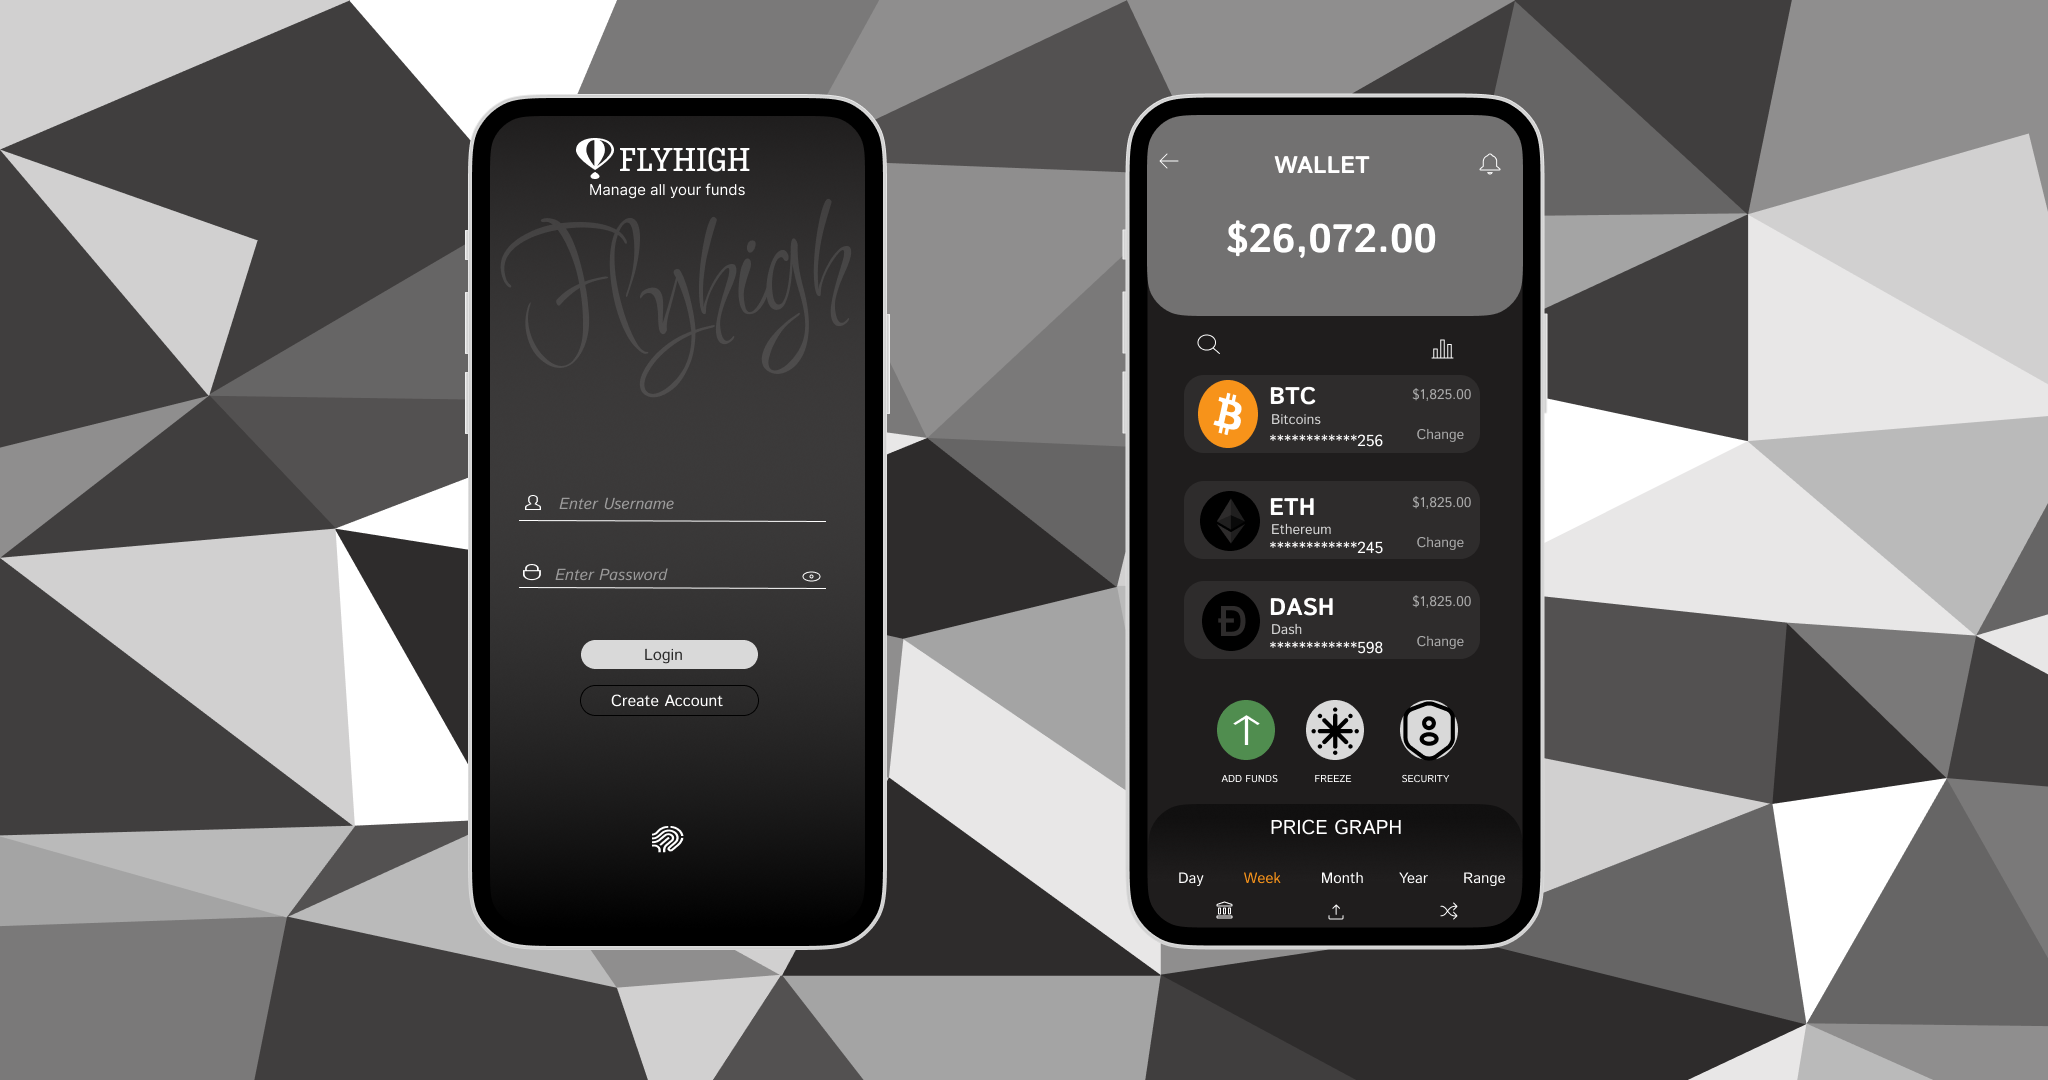 FLYHIGH
Manage all your funds
Flyhigh
Enter Username
Enter Password
Login
Create Account
WALLET
$26,072.00
BTC
$1,825.00
Bitcoins
************256
Change
ETH
$1,825.00
Ethereum
************245
Change
DASH
$1,825.00
Dash
************598
Change
ADD FUNDS FREEZE SECURITY
PRICE GRAPH
Day Week Month Year Range